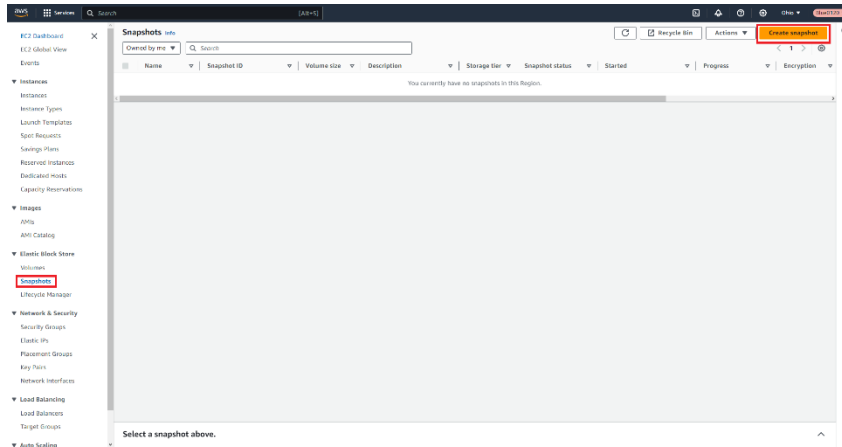 aws Services Search [Alt+S] Ohio
EC2 Dashboard
EC2 Global View
Events
Instances
Instances
Instance Types
Launch Templates
Spot Requests
Savings Plans
Reserved Instances
Dedicated Hosts
Capacity Reservations
Images
AMIs
AMI Catalog
Elastic Block Store
Volumes
Snapshots
Lifecycle Manager
Network & Security
Security Groups
Elastic IPs
Placement Groups
Key Pairs
Network Interfaces
Load Balancing
Load Balancers
Target Groups
Auto Scaling
Snapshots Info
Recycle Bin Actions Create snapshot
Owned by me Search 1
Name Snapshot ID Volume size Description Storage tier Snapshot status Started Progress Encryption
You currently have no snapshots in this Region.
Select a snapshot above.